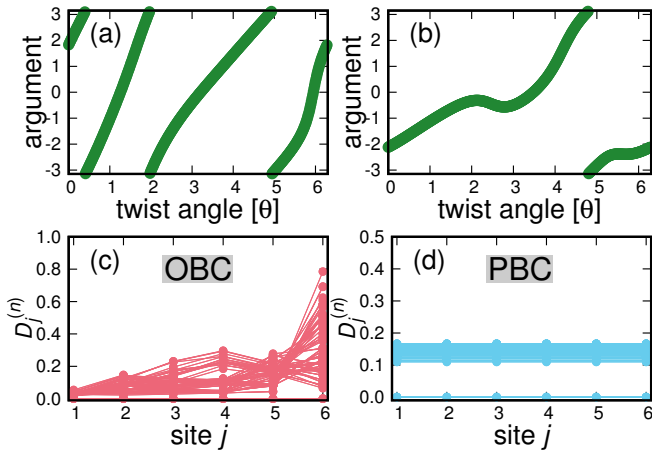 (a)
argument
3
2
1
0
-1
-2
-3
0 1 2 3 4 5 6
twist angle [θ]
(b)
argument
3
2
1
0
-1
-2
-3
0 1 2 3 4 5 6
twist angle [θ]
(c)
OBC
D_j^{(n)}
1.0
0.8
0.6
0.4
0.2
0.0
1 2 3 4 5 6
site j
(d)
PBC
D_j^{(n)}
0.5
0.4
0.3
0.2
0.1
0.0
1 2 3 4 5 6
site j